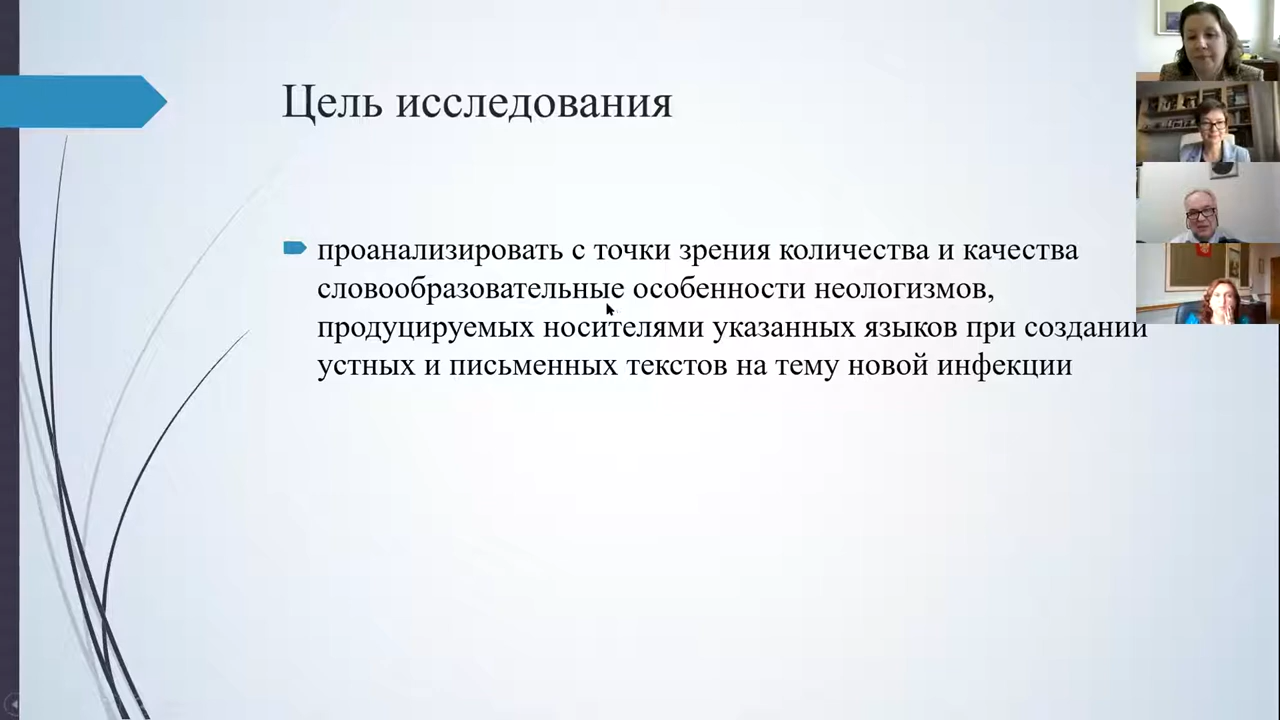 Цель исследования
проанализировать с точки зрения количества и качества
словообразовательные особенности неологизмов,
продуцируемых носителями указанных языков при создании
устных и письменных текстов на тему новой инфекции